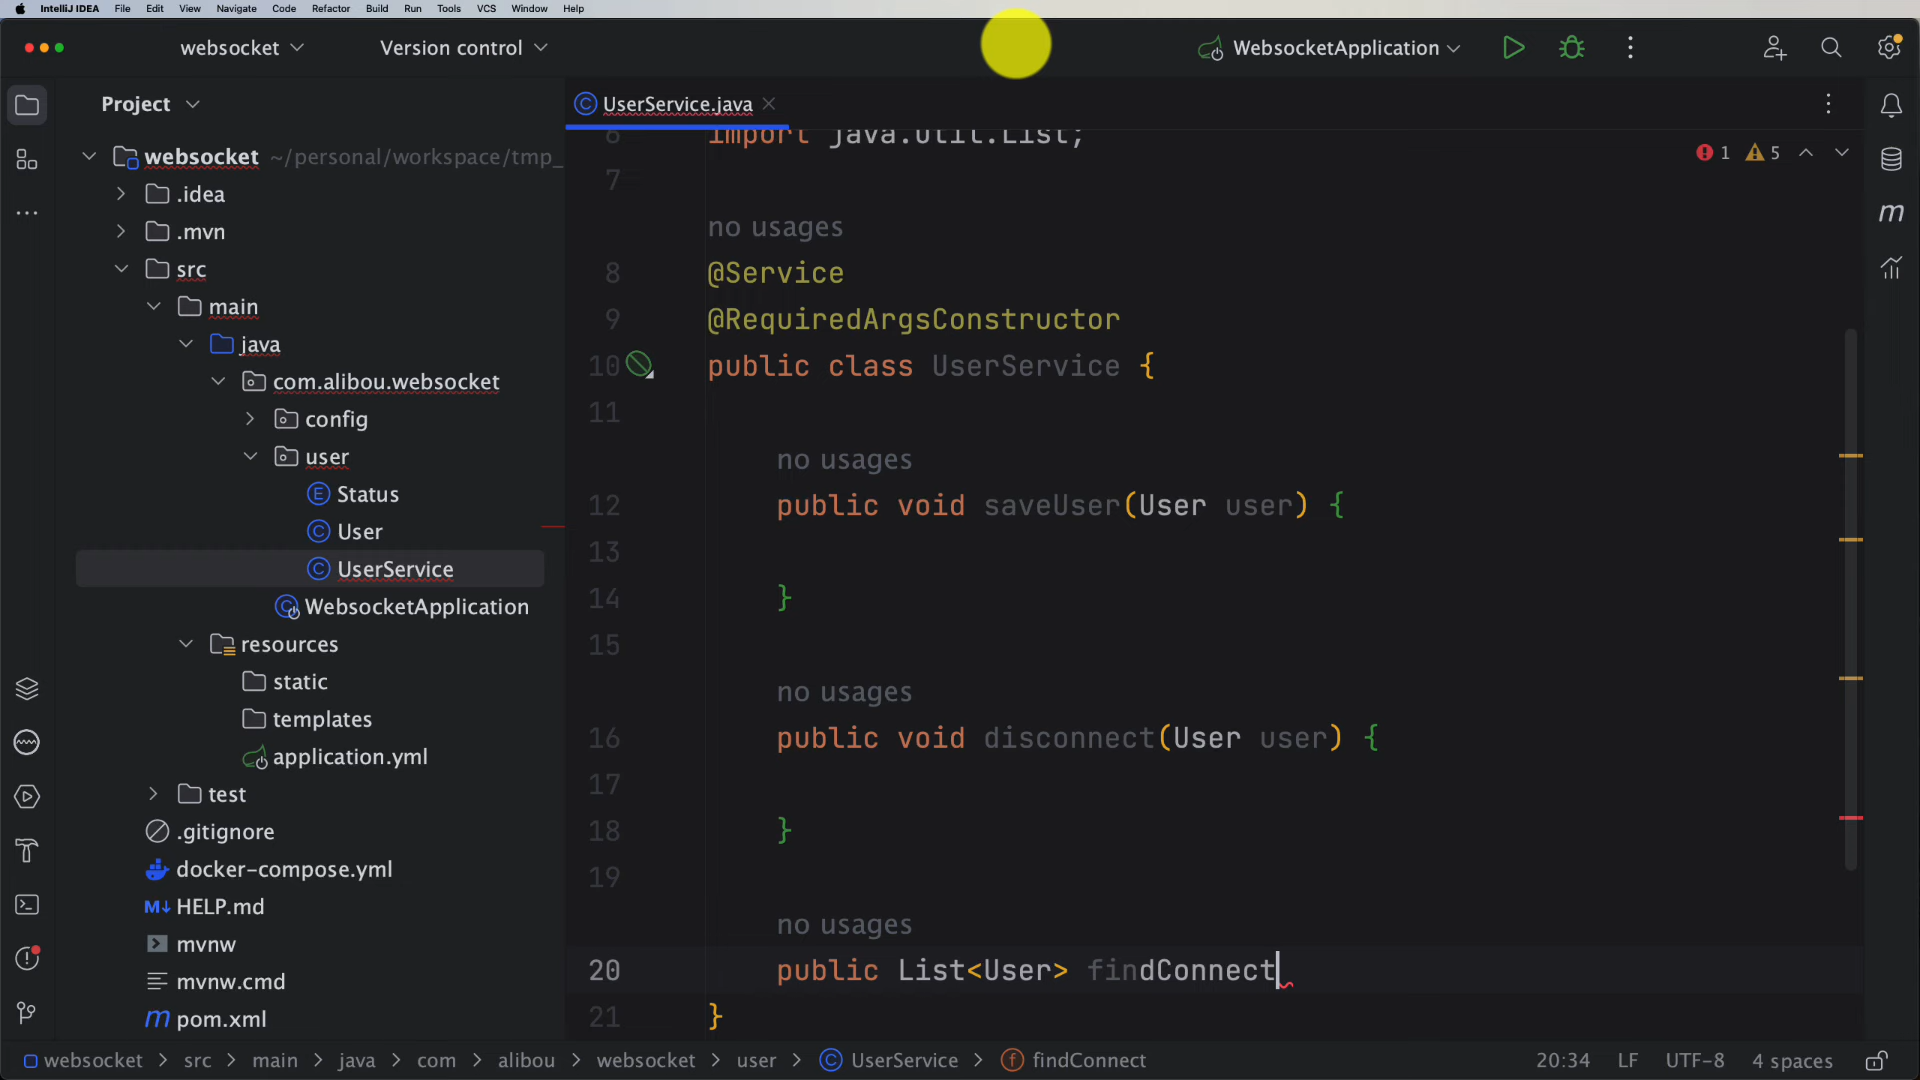 IntelliJ IDEA File Edit View Navigate Code Refactor Build Run Tools VCS Window Help
websocket Version control WebsocketApplication
Project
UserService.java
websocket ~/personal/workspace/tmp_
.idea
.mvn
src
main
java
com.alibou.websocket
config
user
Status
User
UserService
WebsocketApplication
resources
static
templates
application.yml
test
.gitignore
docker-compose.yml
HELP.md
mvnw
mvnw.cmd
pom.xml
1 5
6 import java.util.List;
7
no usages
8 @Service
9 @RequiredArgsConstructor
10 public class UserService {
11
no usages
12 public void saveUser(User user) {
13
14 }
15
no usages
16 public void disconnect(User user) {
17
18 }
19
no usages
20 public List<User> findConnect
21 }
websocket > src > main > java > com > alibou > websocket > user > UserService > findConnect
20:34 LF UTF-8 4 spaces